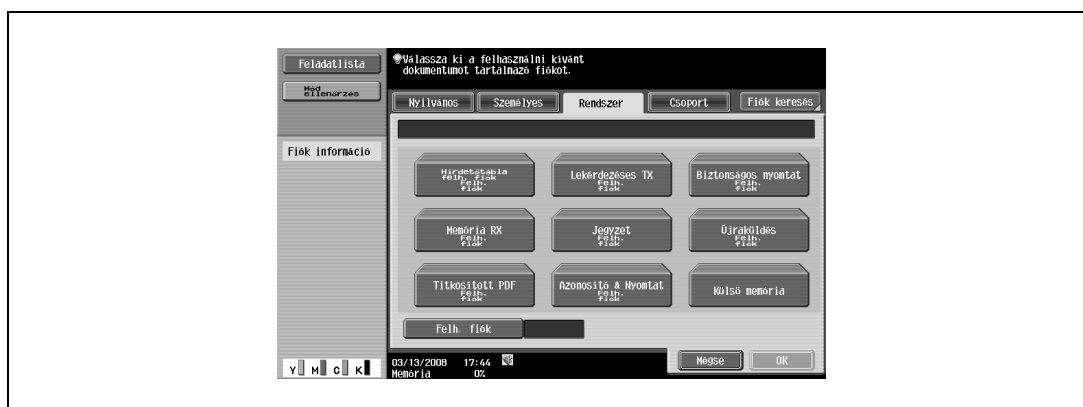 Feladatlista
Mód
ellenőrzés
Fiók információ
Válassza ki a felhasználni kívánt
dokumentumot tartalmazó fiókot.
Nyilvános
Személyes
Rendszer
Csoport
Fiók keresés
Hirdetőtábla
felh. fiók
Felh.
fiók
Lekérdezéses TX
Felh.
fiók
Biztonságos nyomtat
Felh.
fiók
Memória RX
Felh.
fiók
Jegyzet
Felh.
fiók
Újraküldés
Felh.
fiók
Titkosított PDF
Felh.
fiók
Azonosító & Nyomtat
Felh.
fiók
Külső memória
Felh. fiók
Y M C K
03/13/2008 17:44
Memória 0%
Mégse
OK